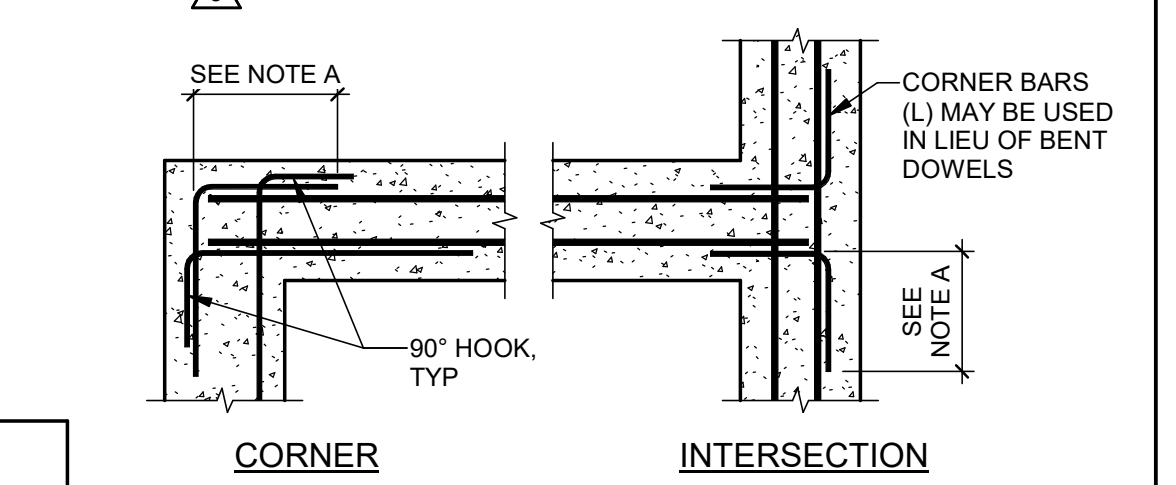 SEE NOTE A
CORNER BARS
(L) MAY BE USED
IN LIEU OF BENT
DOWELS
SEE
NOTE A
90° HOOK,
TYP
CORNER
INTERSECTION